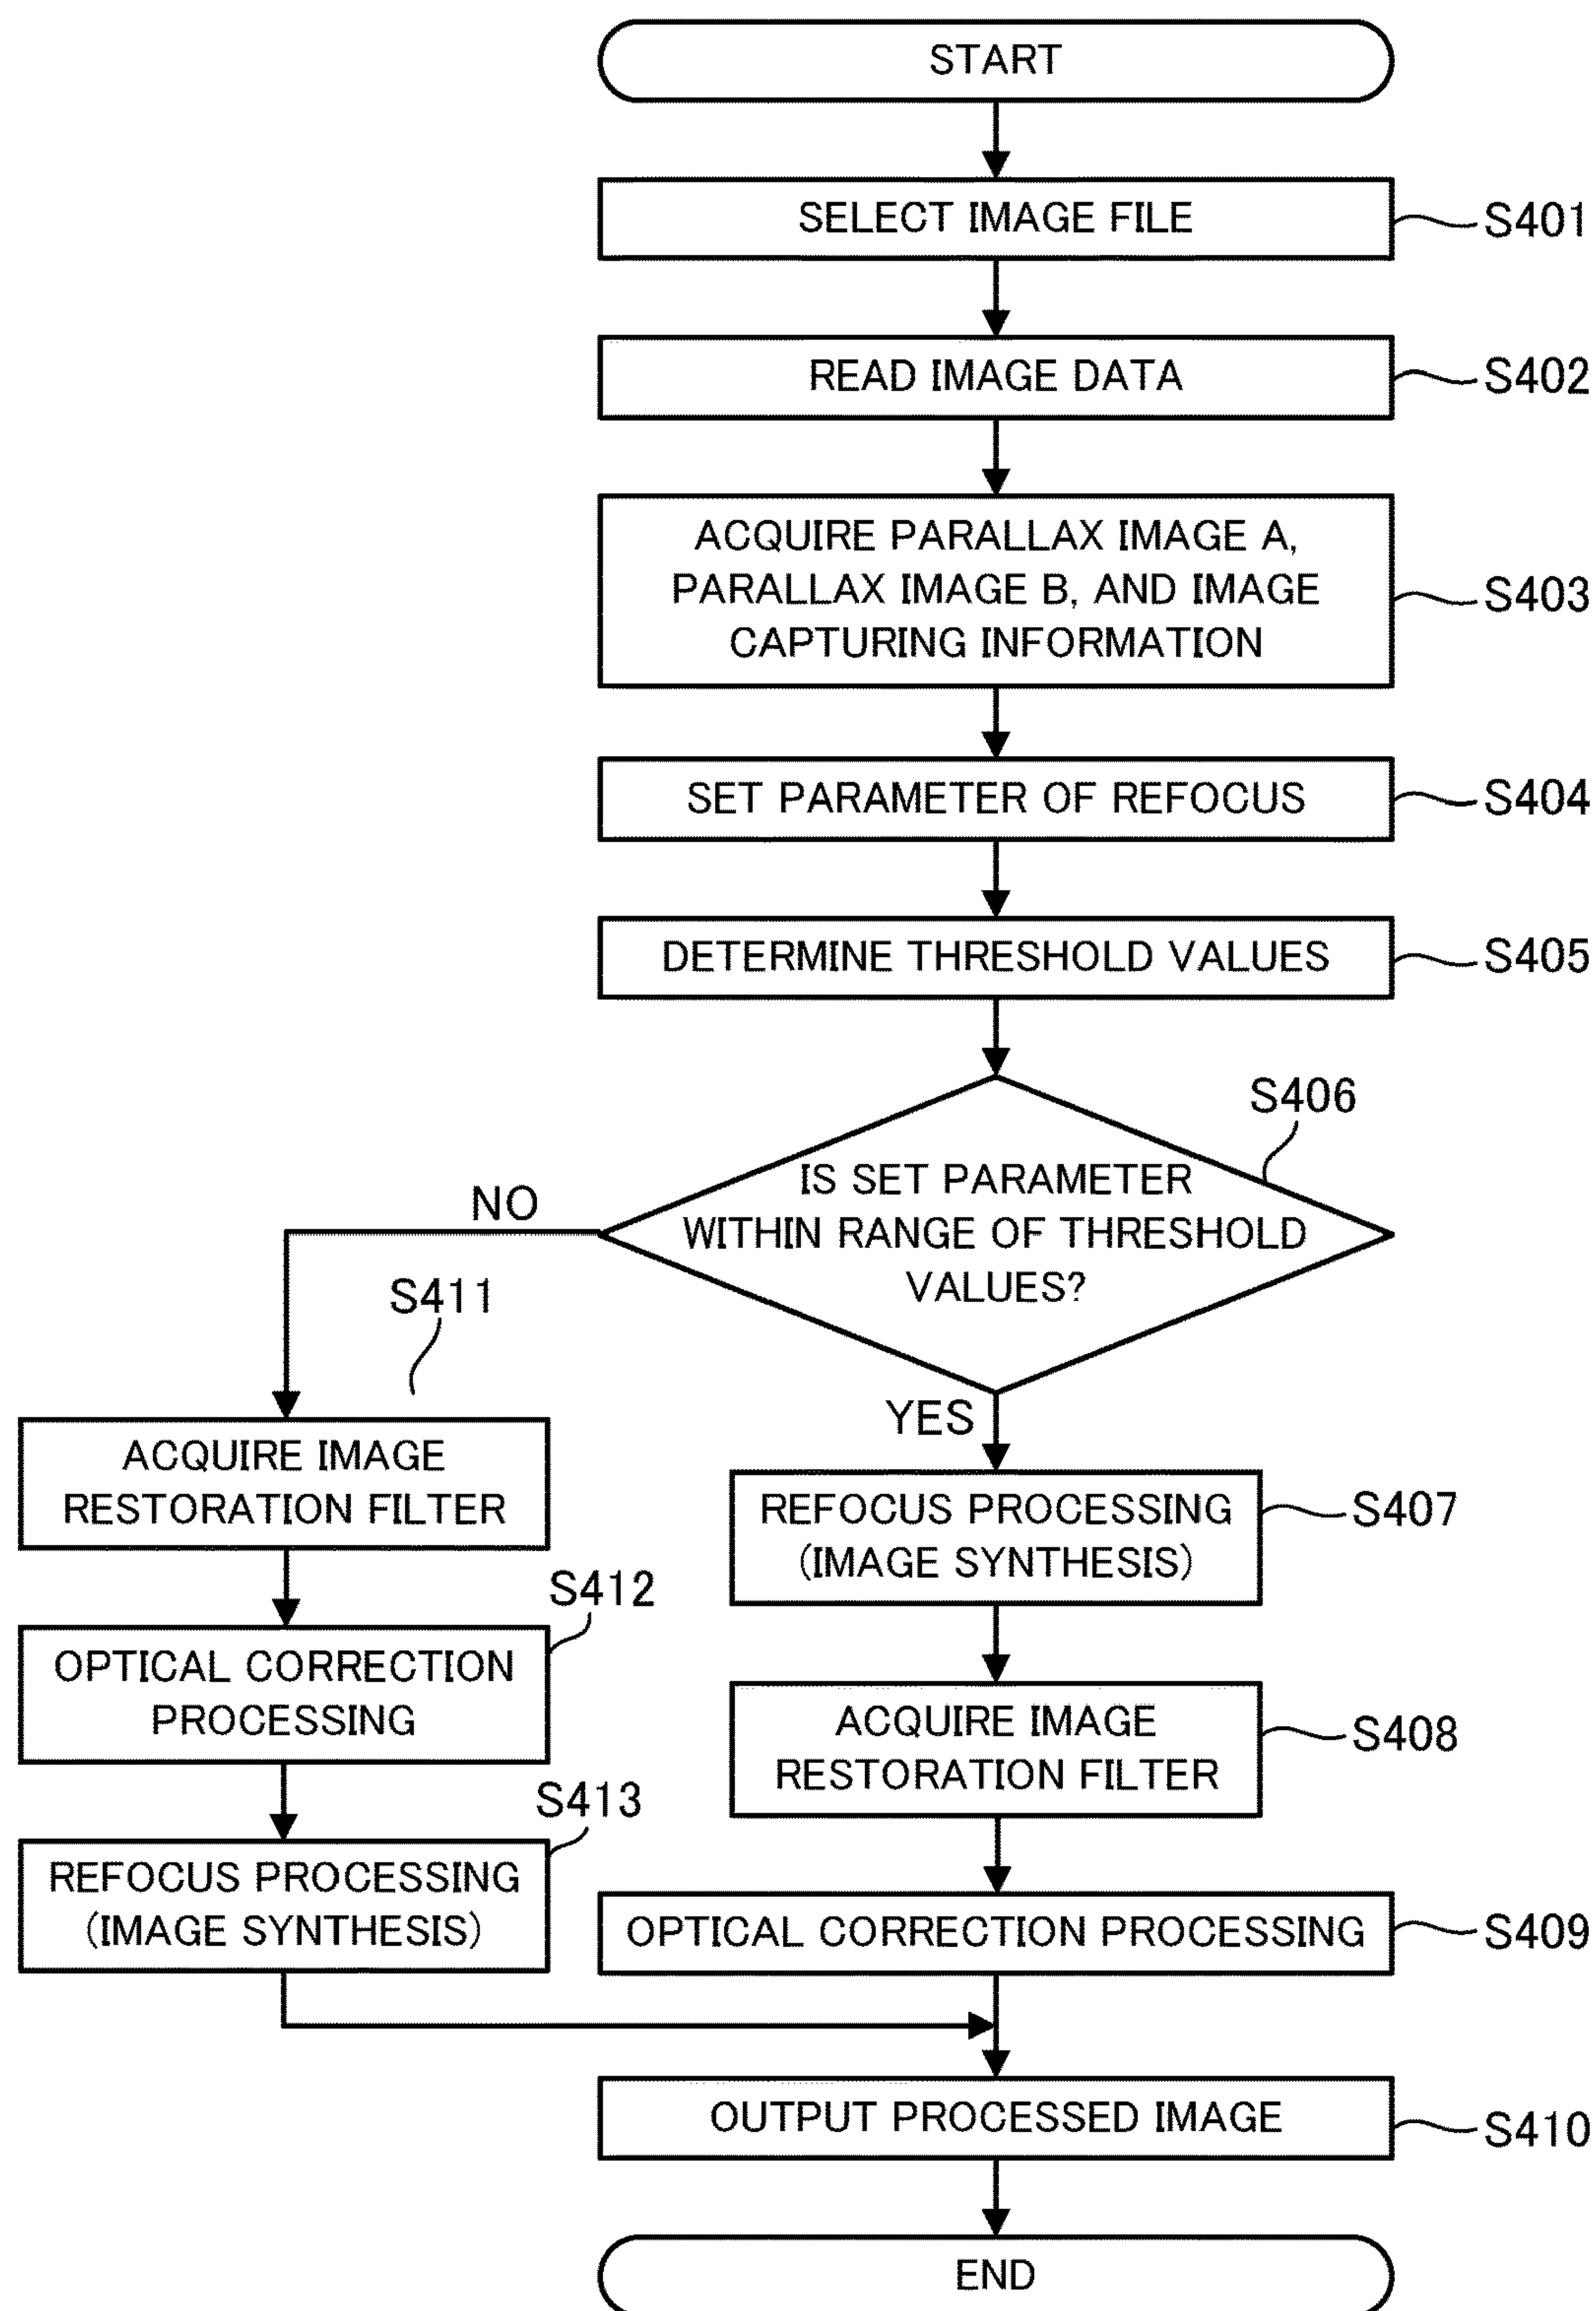 START
SELECT IMAGE FILE
S401
READ IMAGE DATA
S402
ACQUIRE PARALLAX IMAGE A,
PARALLAX IMAGE B, AND IMAGE
CAPTURING INFORMATION
S403
SET PARAMETER OF REFOCUS
S404
DETERMINE THRESHOLD VALUES
S405
S406
IS SET PARAMETER
WITHIN RANGE OF THRESHOLD
VALUES?
NO
YES
S411
ACQUIRE IMAGE
RESTORATION FILTER
S412
OPTICAL CORRECTION
PROCESSING
S413
REFOCUS PROCESSING
(IMAGE SYNTHESIS)
REFOCUS PROCESSING
(IMAGE SYNTHESIS)
S407
ACQUIRE IMAGE
RESTORATION FILTER
S408
OPTICAL CORRECTION PROCESSING
S409
OUTPUT PROCESSED IMAGE
S410
END